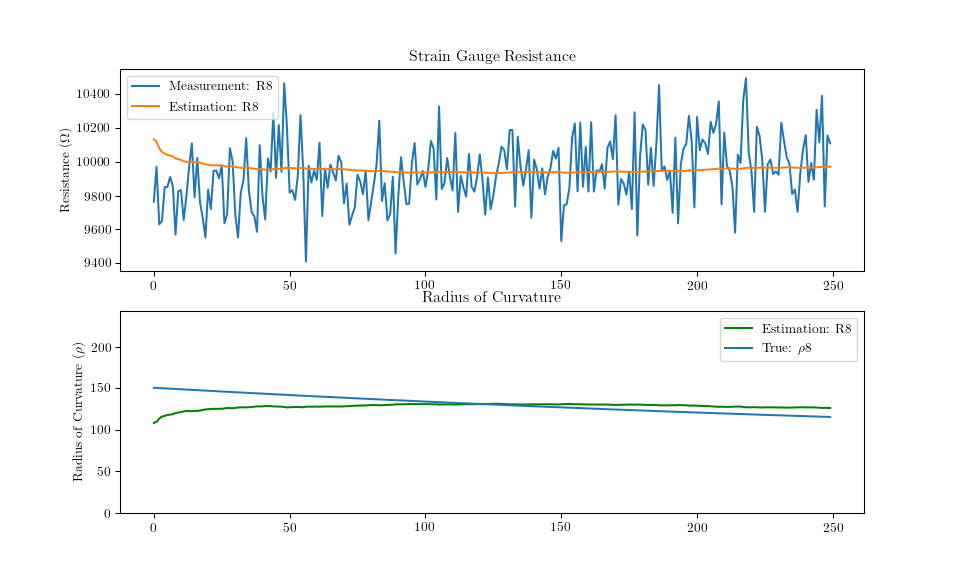 Strain Gauge Resistance
Measurement: R8
Estimation: R8
Resistance (Ω)
10400
10200
10000
9800
9600
9400
0 50 100 150 200 250
Radius of Curvature
Estimation: R8
True: ρ8
Radius of Curvature (ρ)
200
150
100
50
0
0 50 100 150 200 250